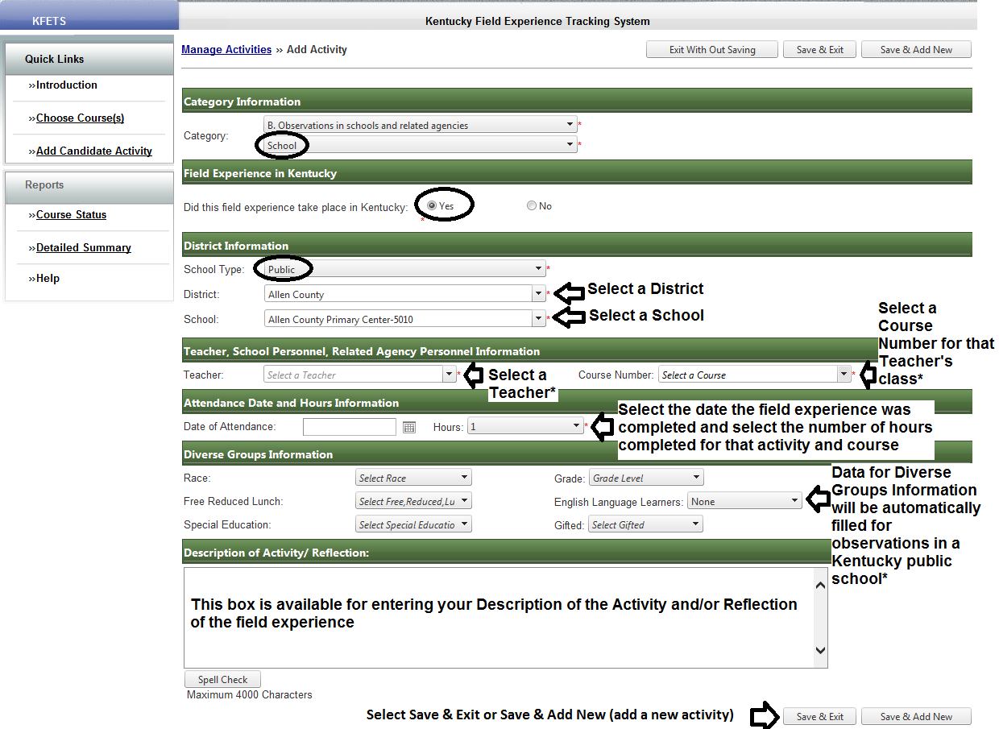 KFETS
Kentucky Field Experience Tracking System
Quick Links
»Introduction
»Choose Course(s)
»Add Candidate Activity
Reports
»Course Status
»Detailed Summary
»Help
Manage Activities » Add Activity
Exit With Out Saving
Save & Exit
Save & Add New
Category Information
Category:
B. Observations in schools and related agencies
*
School
*
Field Experience in Kentucky
Did this field experience take place in Kentucky:
Yes
No
*
District Information
School Type:
Public
*
District:
Allen County
*
Select a District
School:
Allen County Primary Center-5010
*
Select a School
Teacher, School Personnel, Related Agency Personnel Information
Teacher:
Select a Teacher
*
Select a
Teacher*
Course Number:
Select a Course
*
Select a
Course
Number for that
Teacher's
class*
Attendance Date and Hours Information
Date of Attendance:
Hours:
1
*
Select the date the field experience was
completed and select the number of hours
completed for that activity and course
Diverse Groups Information
Race:
Select Race
Grade:
Grade Level
Free Reduced Lunch:
Select Free,Reduced,Lu
English Language Learners:
None
Special Education:
Select Special Educatio
Gifted:
Select Gifted
Data for Diverse
Groups Information
will be automatically
filled for
observations in a
Kentucky public
school*
Description of Activity/ Reflection:
This box is available for entering your Description of the Activity and/or Reflection
of the field experience
Spell Check
Maximum 4000 Characters
Select Save & Exit or Save & Add New (add a new activity)
Save & Exit
Save & Add New